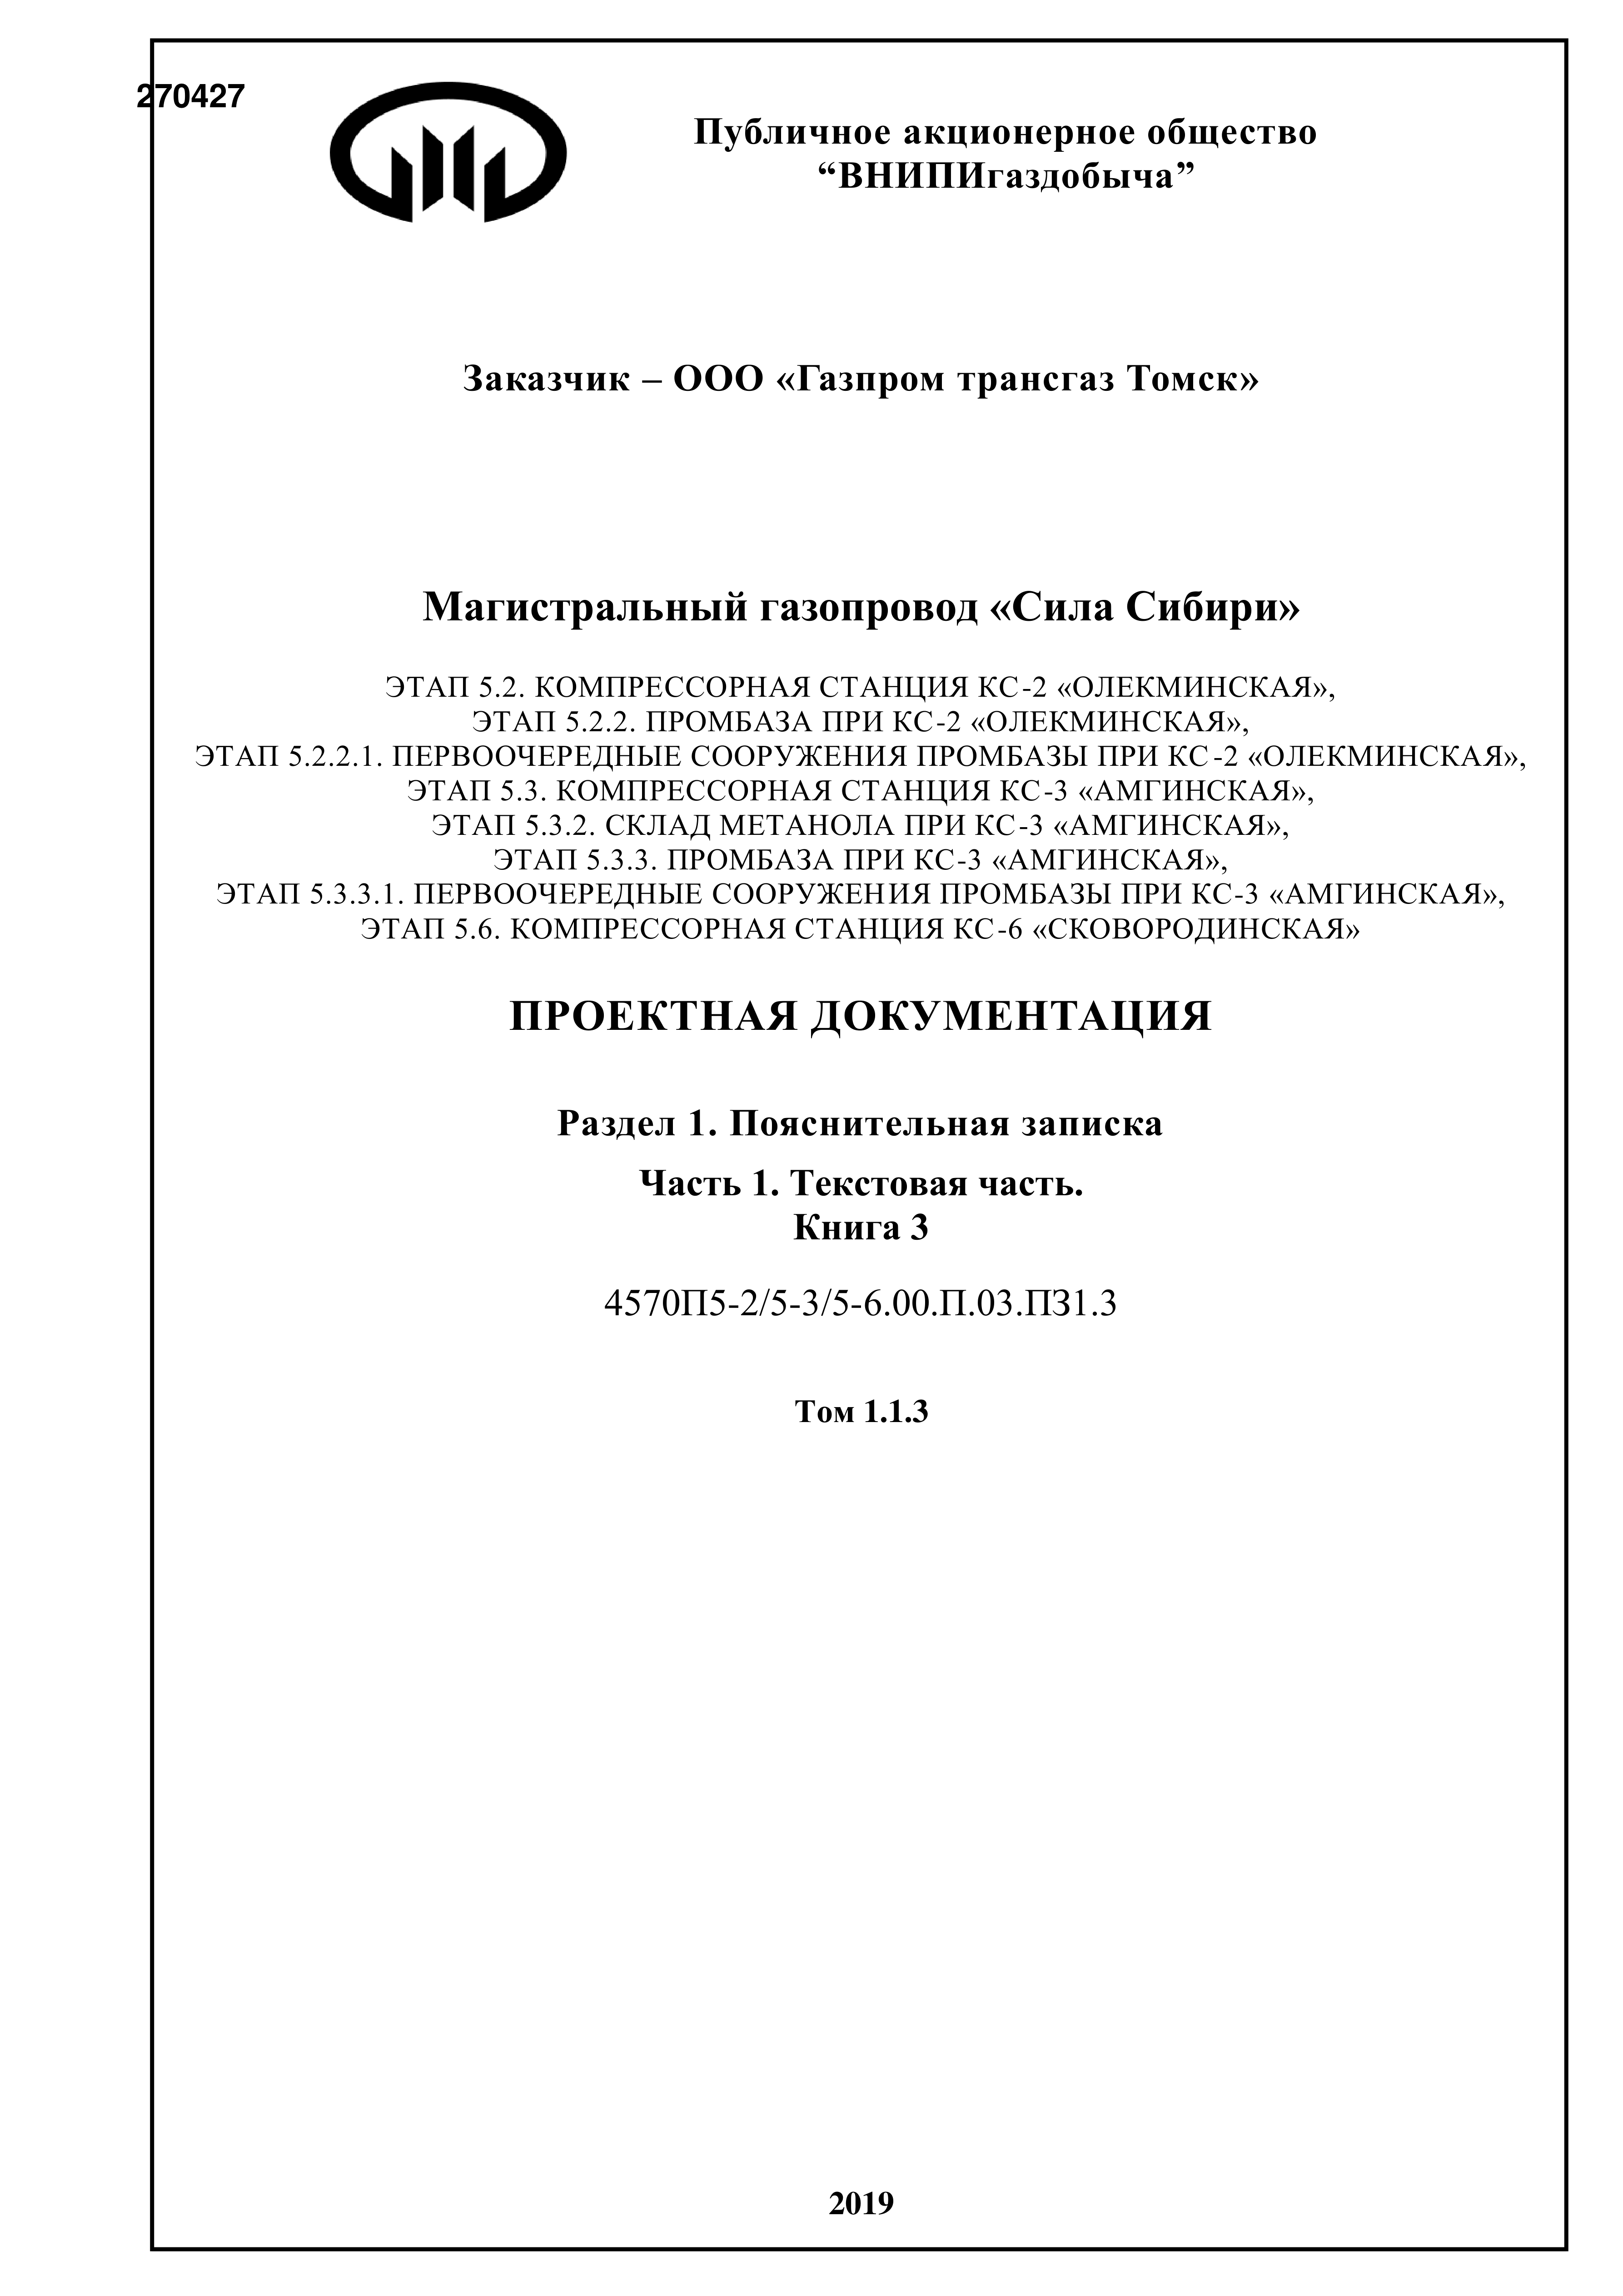 270427
Публичное акционерное общество
“ВНИПИгаздобыча”
Заказчик – ООО «Газпром трансгаз Томск»
Магистральный газопровод «Сила Сибири»
ЭТАП 5.2. КОМПРЕССОРНАЯ СТАНЦИЯ КС-2 «ОЛЕКМИНСКАЯ»,
ЭТАП 5.2.2. ПРОМБАЗА ПРИ КС-2 «ОЛЕКМИНСКАЯ»,
ЭТАП 5.2.2.1. ПЕРВООЧЕРЕДНЫЕ СООРУЖЕНИЯ ПРОМБАЗЫ ПРИ КС-2 «ОЛЕКМИНСКАЯ»,
ЭТАП 5.3. КОМПРЕССОРНАЯ СТАНЦИЯ КС-3 «АМГИНСКАЯ»,
ЭТАП 5.3.2. СКЛАД МЕТАНОЛА ПРИ КС-3 «АМГИНСКАЯ»,
ЭТАП 5.3.3. ПРОМБАЗА ПРИ КС-3 «АМГИНСКАЯ»,
ЭТАП 5.3.3.1. ПЕРВООЧЕРЕДНЫЕ СООРУЖЕНИЯ ПРОМБАЗЫ ПРИ КС-3 «АМГИНСКАЯ»,
ЭТАП 5.6. КОМПРЕССОРНАЯ СТАНЦИЯ КС-6 «СКОВОРОДИНСКАЯ»
ПРОЕКТНАЯ ДОКУМЕНТАЦИЯ
Раздел 1. Пояснительная записка
Часть 1. Текстовая часть.
Книга 3
4570П5-2/5-3/5-6.00.П.03.ПЗ1.3
Том 1.1.3
2019